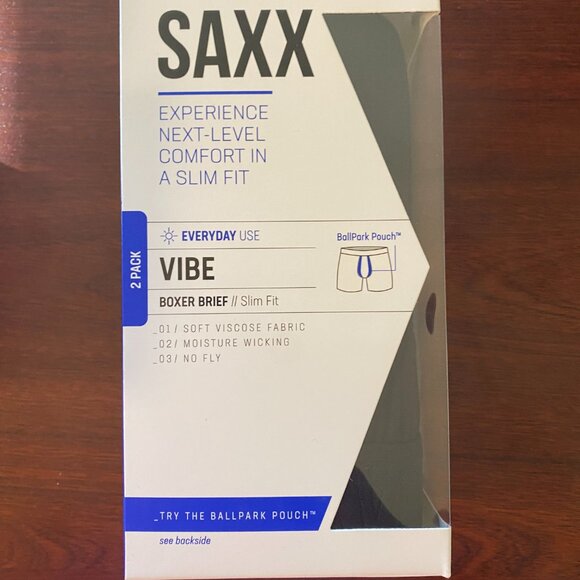 SAXX
EXPERIENCE
NEXT-LEVEL
COMFORT IN
A SLIM FIT
2 PACK
EVERYDAY USE
BallPark Pouch™
VIBE
BOXER BRIEF // Slim Fit
_01/ SOFT VISCOSE FABRIC
_02/ MOISTURE WICKING
_03/ NO FLY
_TRY THE BALLPARK POUCH™
see backside